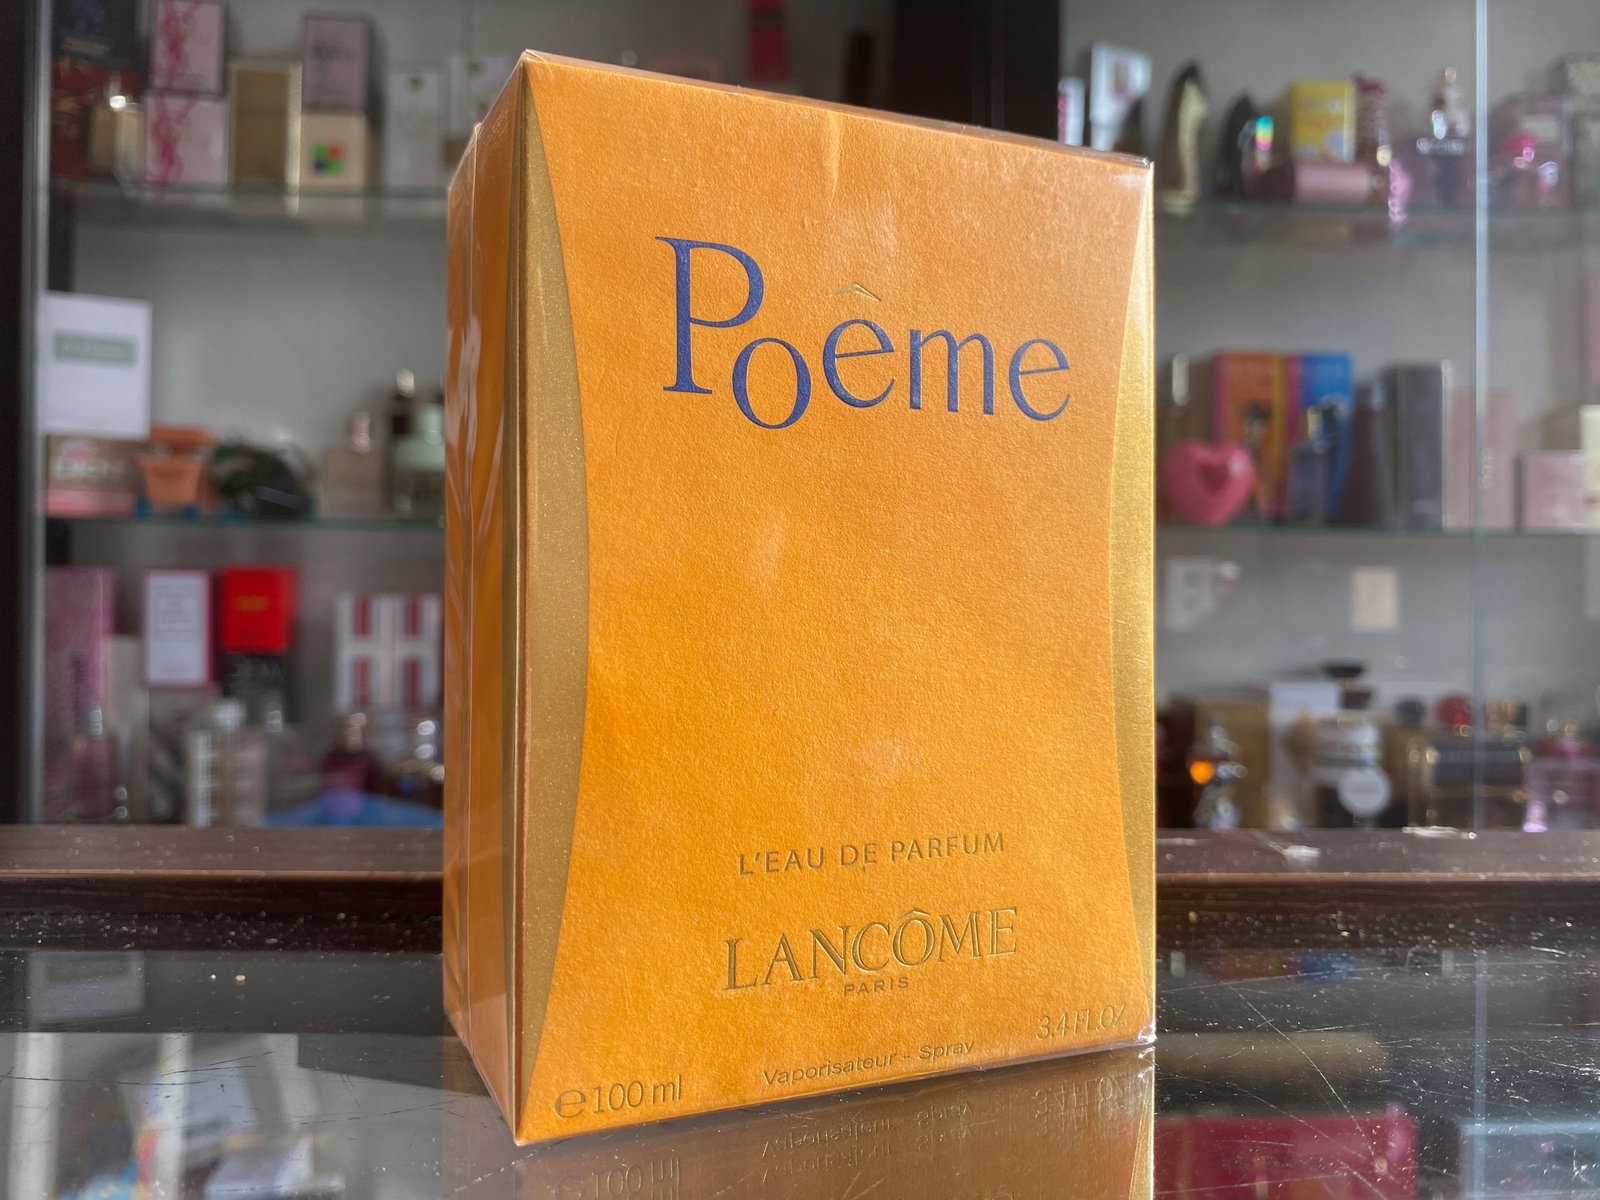 Poême
L'EAU DE PARFUM
LANCÔME
PARIS
3.4 FL.OZ
Vaporisateur - Spray
℮ 100 ml